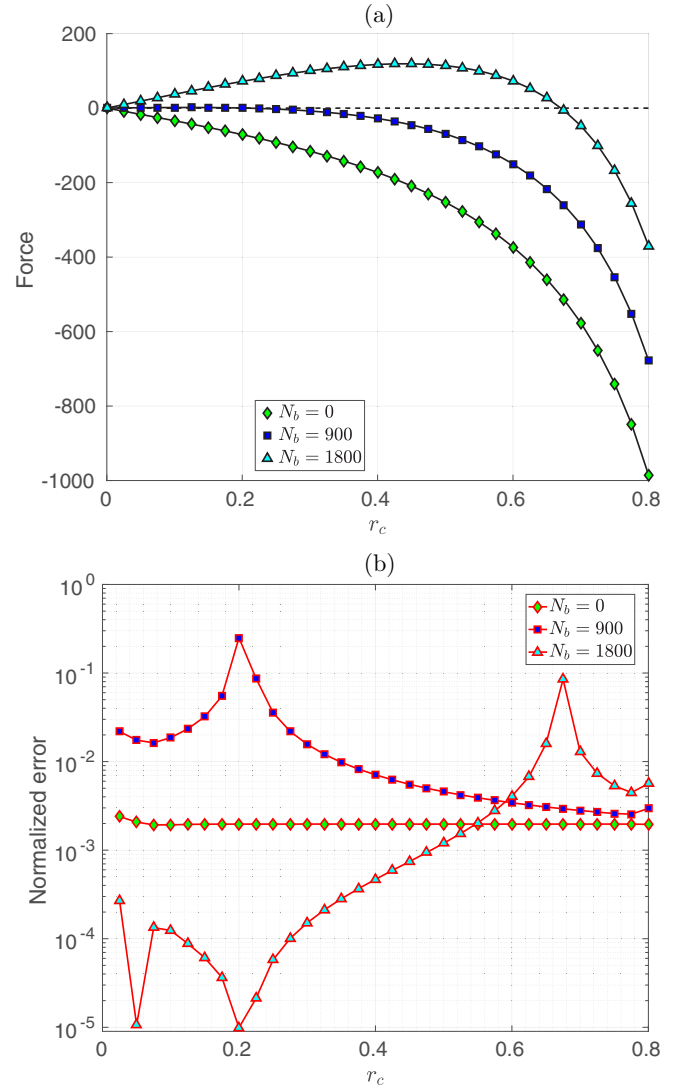 (a)
200
0
-200
-400
-600
-800
-1000
Force
N_b = 0
N_b = 900
N_b = 1800
0
0.2
0.4
0.6
0.8
r_c
(b)
10^0
10^-1
10^-2
10^-3
10^-4
10^-5
Normalized error
N_b = 0
N_b = 900
N_b = 1800
0
0.2
0.4
0.6
0.8
r_c